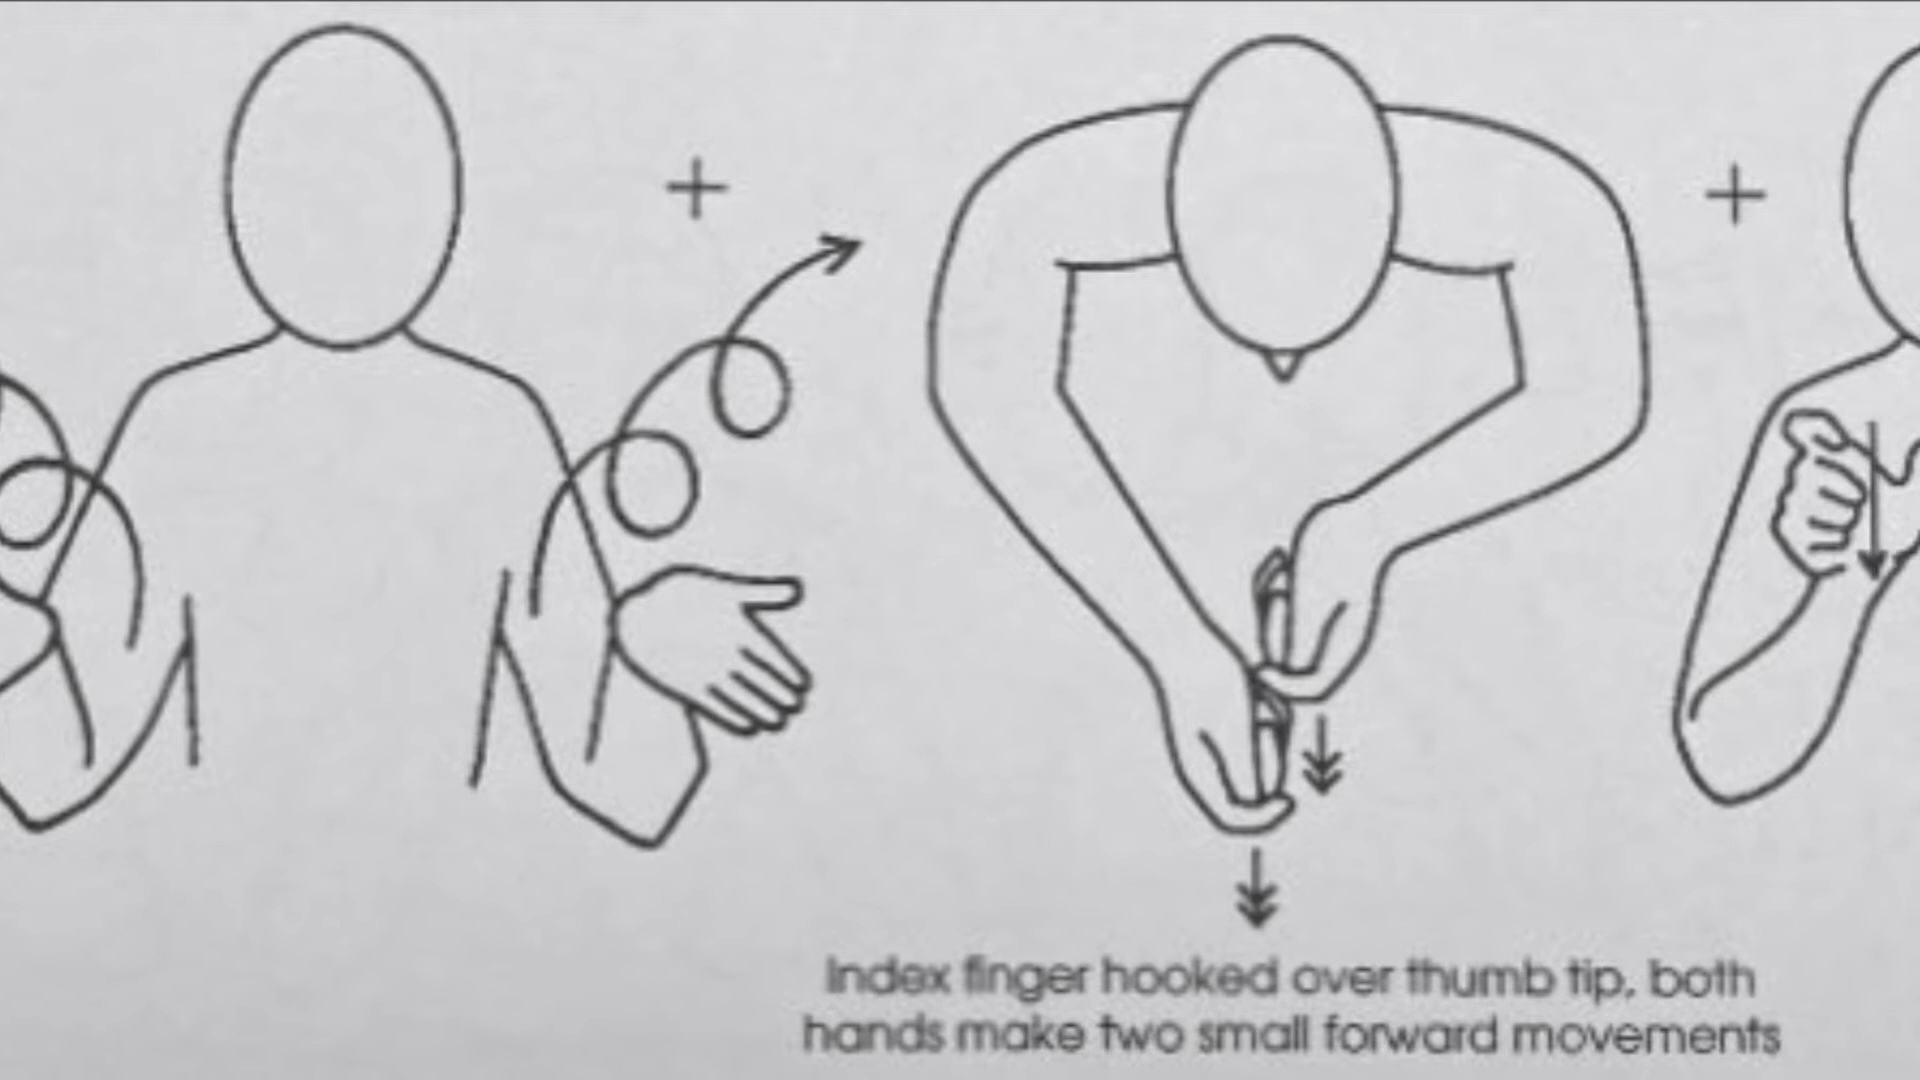 Index finger hooked over thumb tip, both
hands make two small forward movements